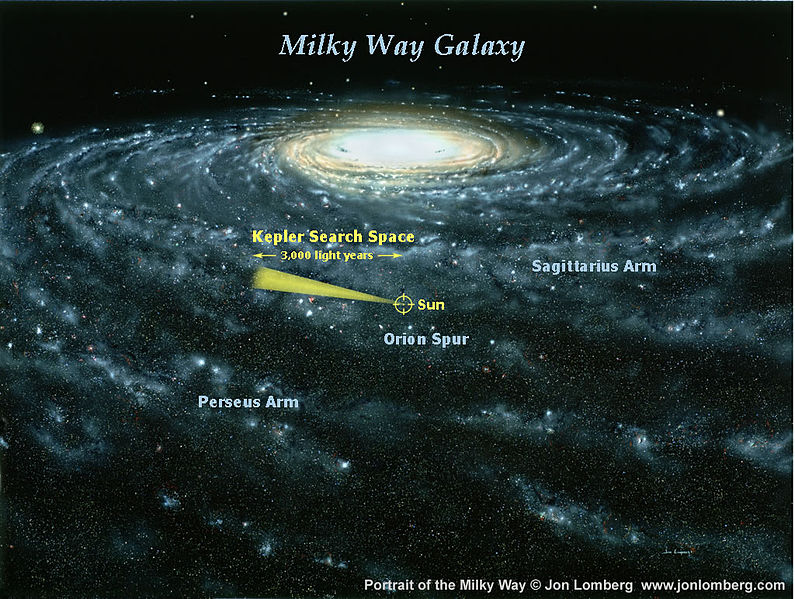 Milky Way Galaxy
Kepler Search Space
3,000 light years
Sagittarius Arm
Sun
Orion Spur
Perseus Arm
Portrait of the Milky Way © Jon Lomberg www.jonlomberg.com